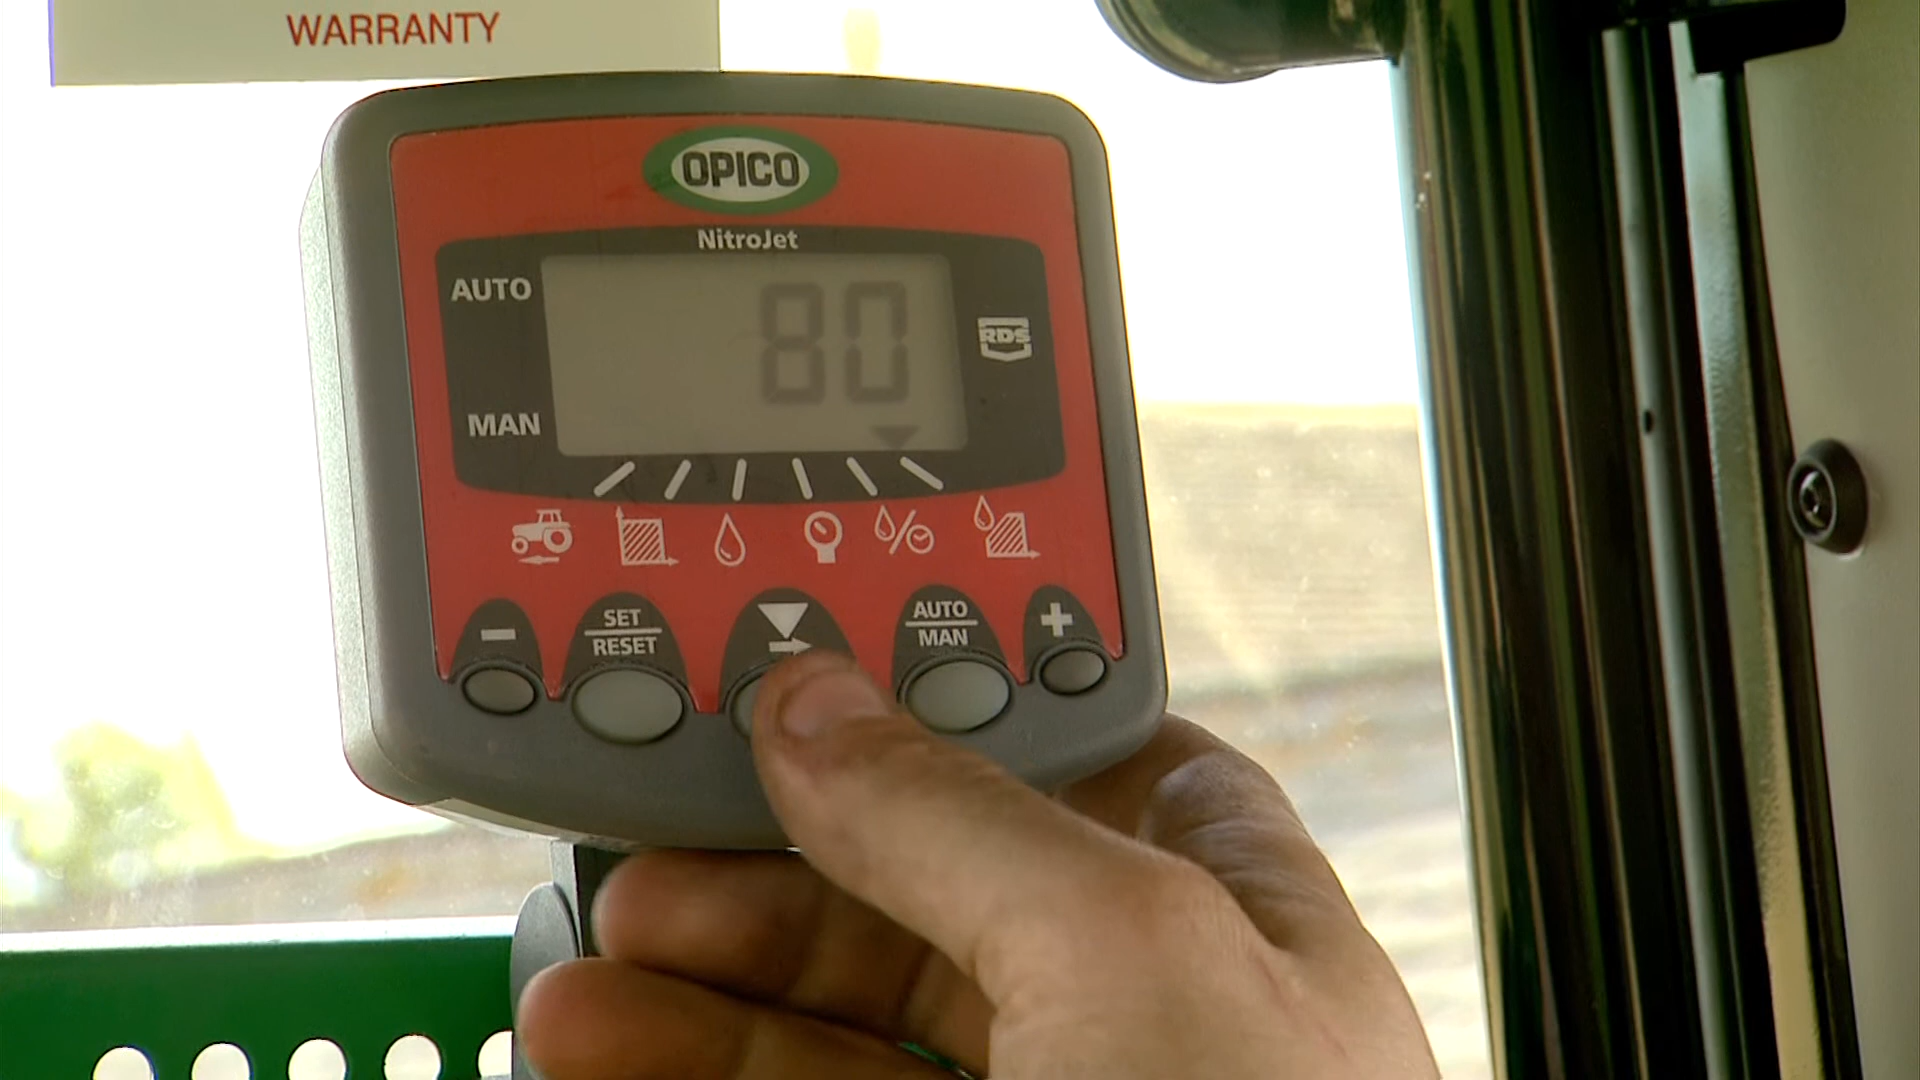 WARRANTY
OPICO
NitroJet
AUTO
80
RDS
MAN
- SET AUTO +
RESET MAN